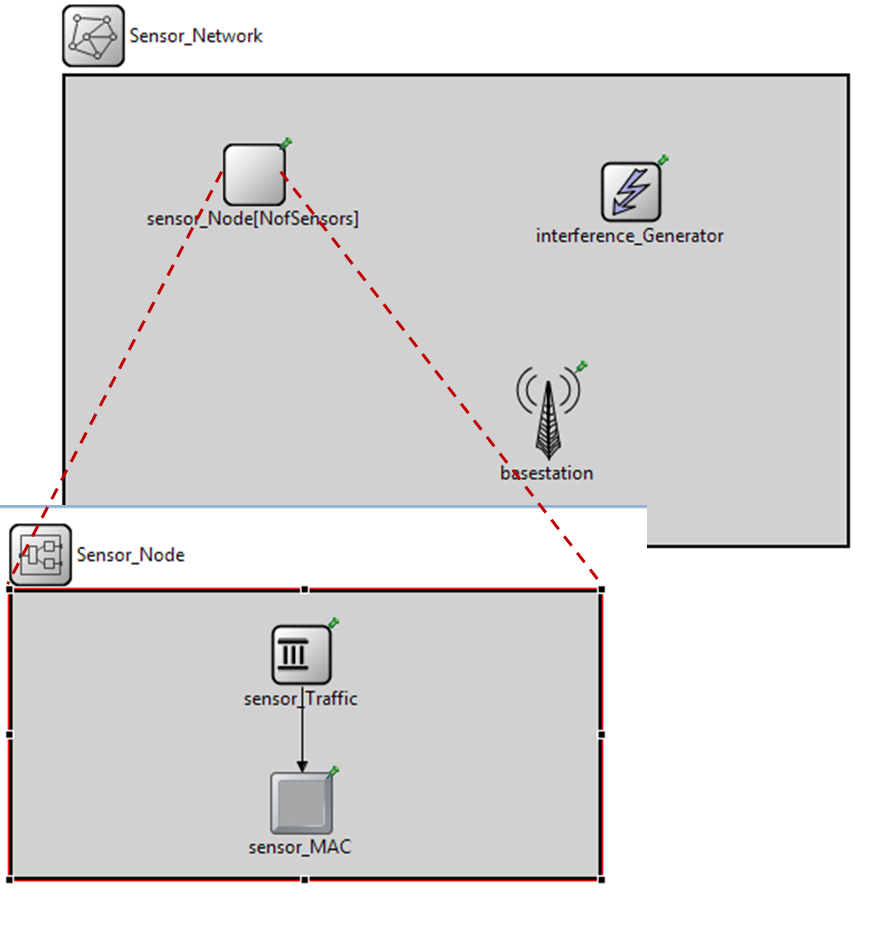 Sensor_Network
sensor_Node[NofSensors]
interference_Generator
basestation
Sensor_Node
sensor_Traffic
sensor_MAC